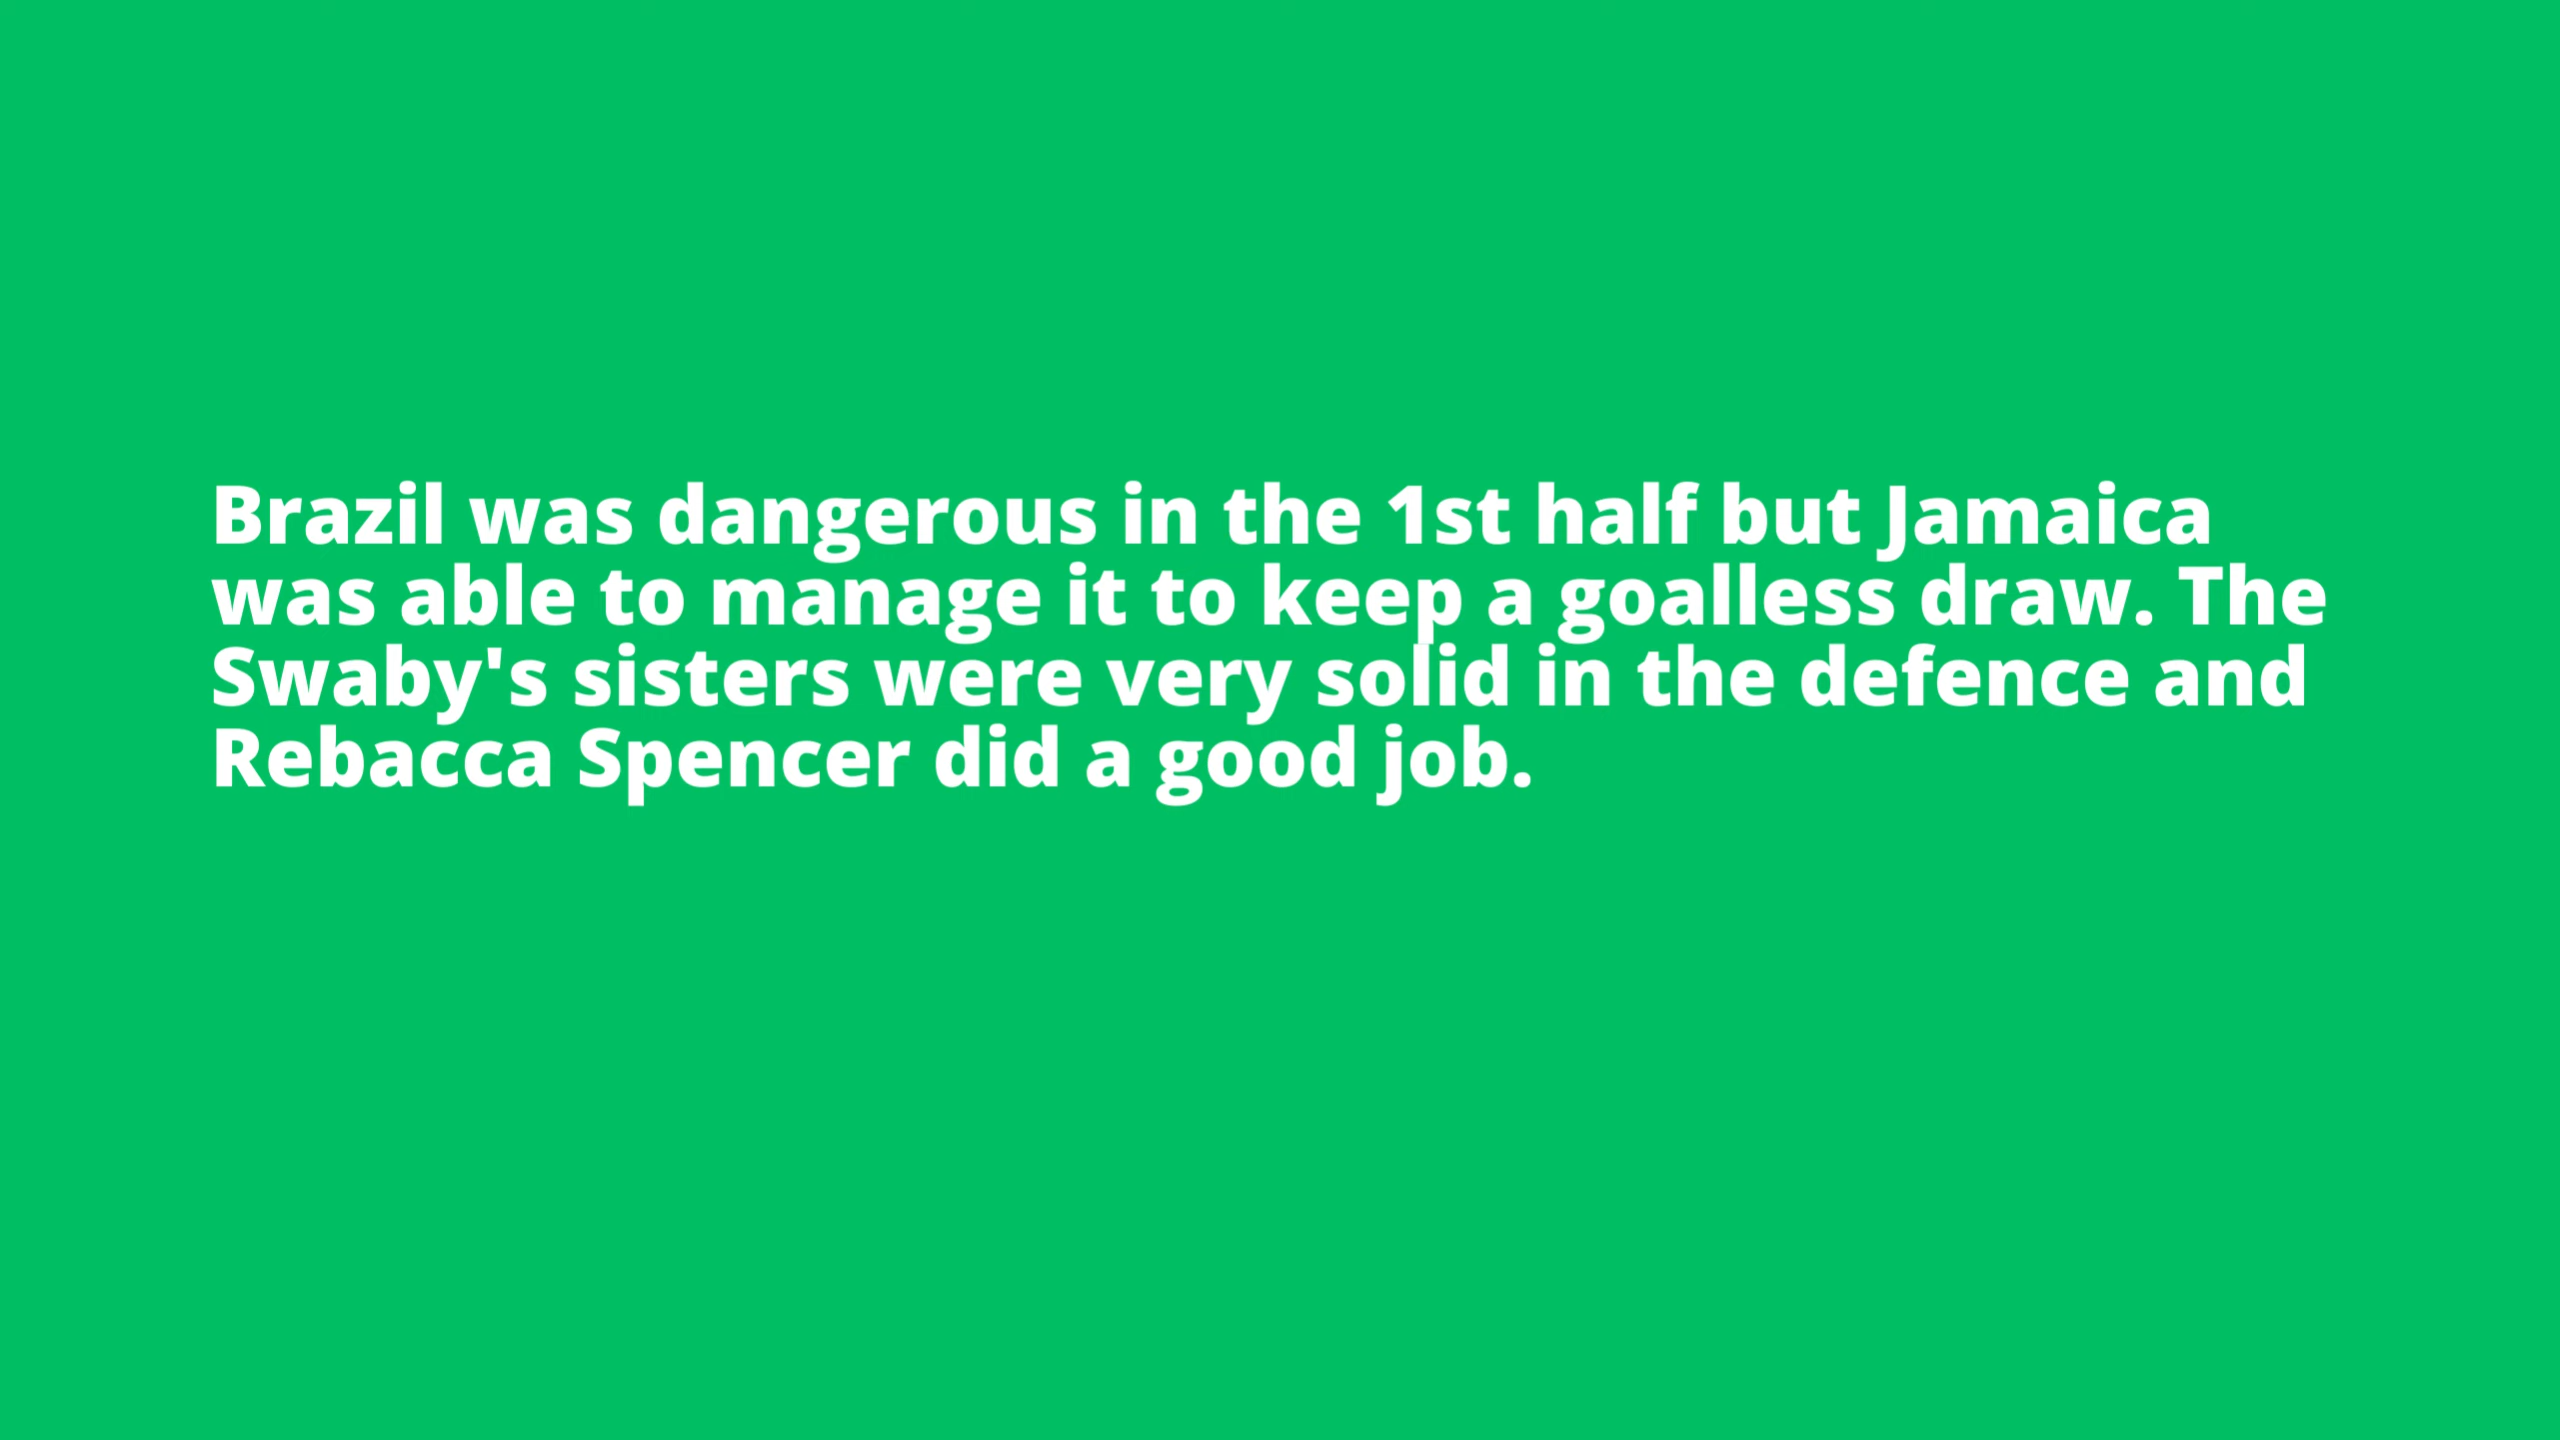 Brazil was dangerous in the 1st half but Jamaica
was able to manage it to keep a goalless draw. The
Swaby's sisters were very solid in the defence and
Rebacca Spencer did a good job.